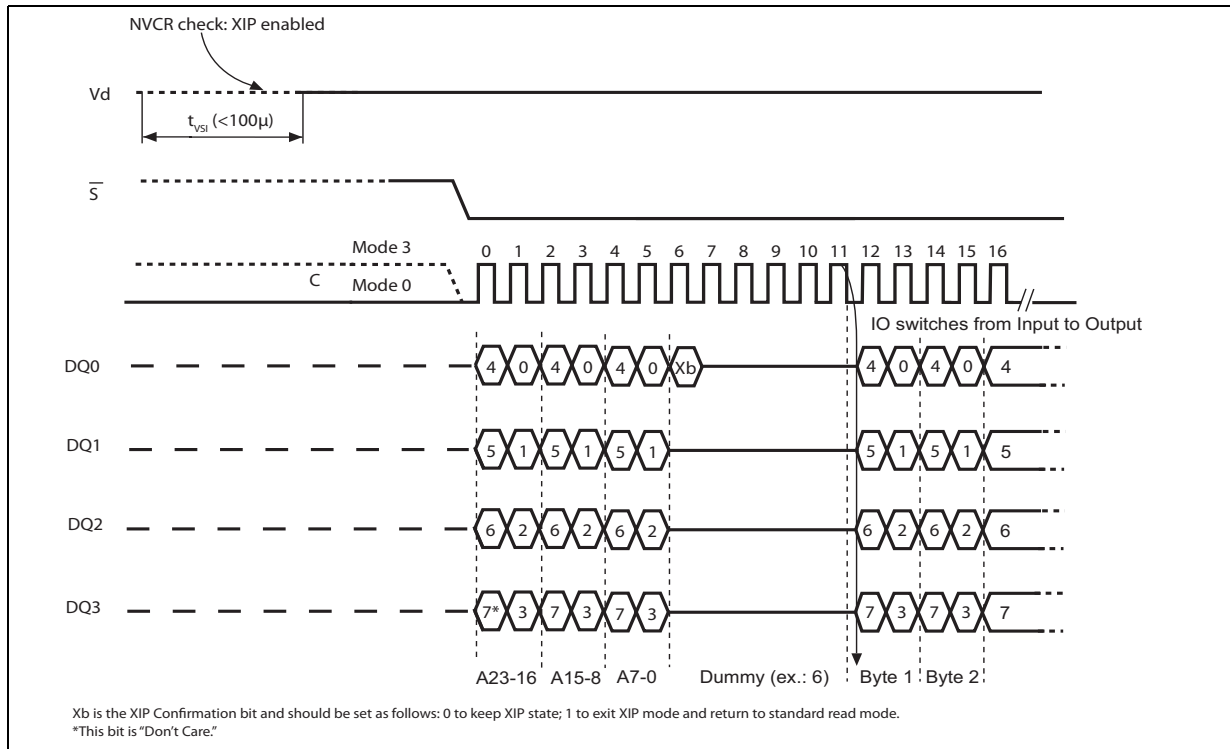 NVCR check: XIP enabled
Vd
tVSI (<100μ)
S
Mode 3
C
Mode 0
0 1 2 3 4 5 6 7 8 9 10 11 12 13 14 15 16
IO switches from Input to Output
DQ0 4 0 4 0 4 0 Xb 4 0 4 0 4
DQ1 5 1 5 1 5 1 5 1 5 1 5
DQ2 6 2 6 2 6 2 6 2 6 2 6
DQ3 7* 3 7 3 7 3 7 3 7 3 7
A23-16 A15-8 A7-0 Dummy (ex.: 6) Byte 1 Byte 2
Xb is the XIP Confirmation bit and should be set as follows: 0 to keep XIP state; 1 to exit XIP mode and return to standard read mode.
*This bit is “Don’t Care.”